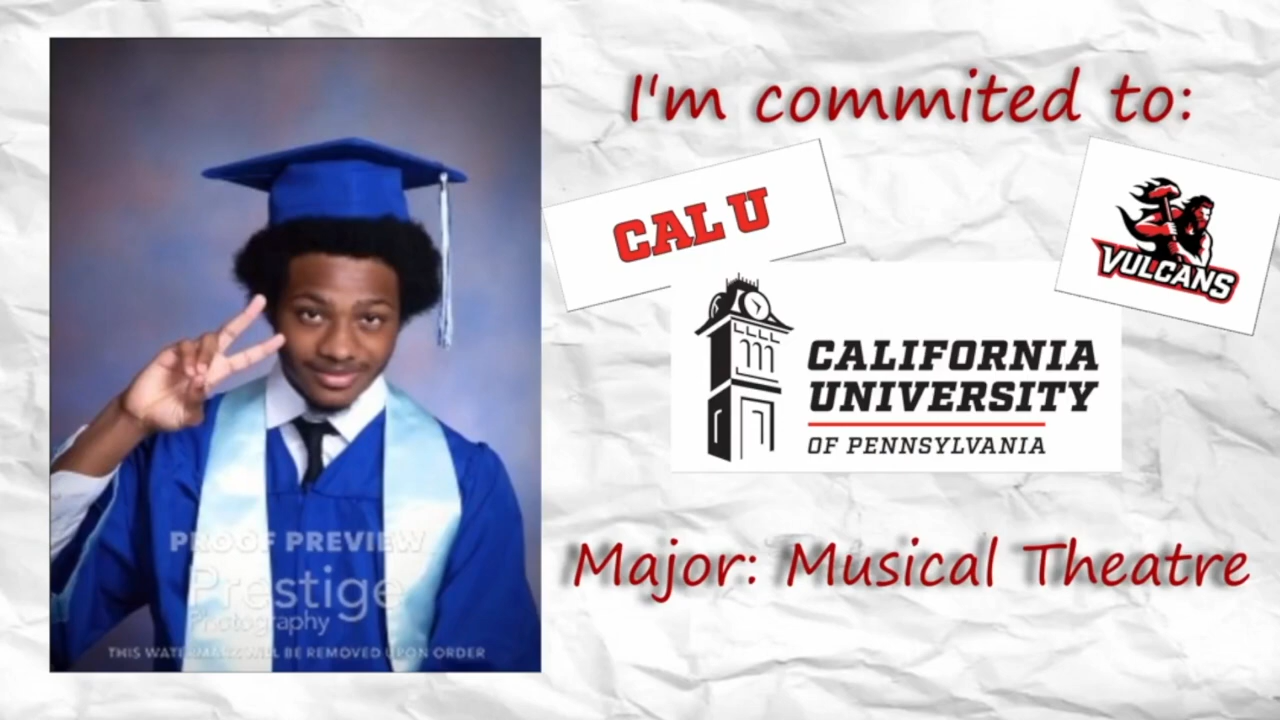 I'm commited to:
CAL U
VULCANS
CALIFORNIA
UNIVERSITY
OF PENNSYLVANIA
Major: Musical Theatre
PROOF PREVIEW
Prestige
Photography
THIS WATERMARK WILL BE REMOVED UPON ORDER